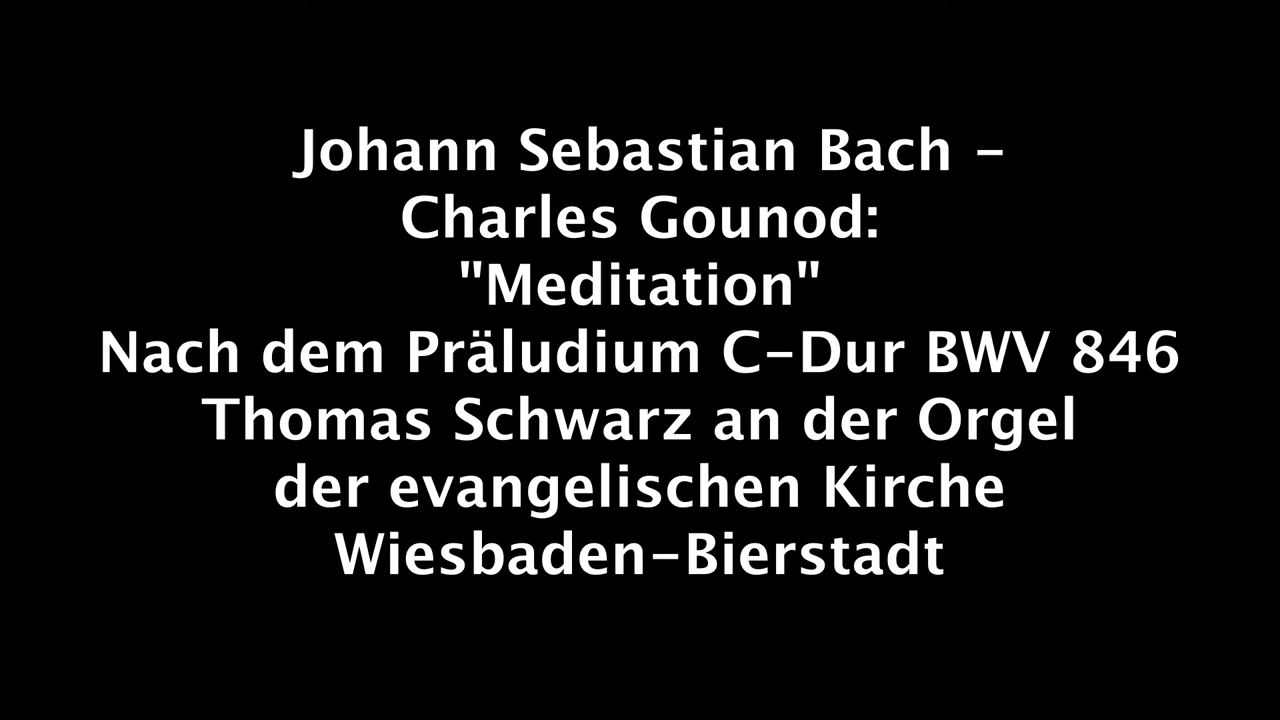 Johann Sebastian Bach –
Charles Gounod:
"Meditation"
Nach dem Präludium C–Dur BWV 846
Thomas Schwarz an der Orgel
der evangelischen Kirche
Wiesbaden–Bierstadt